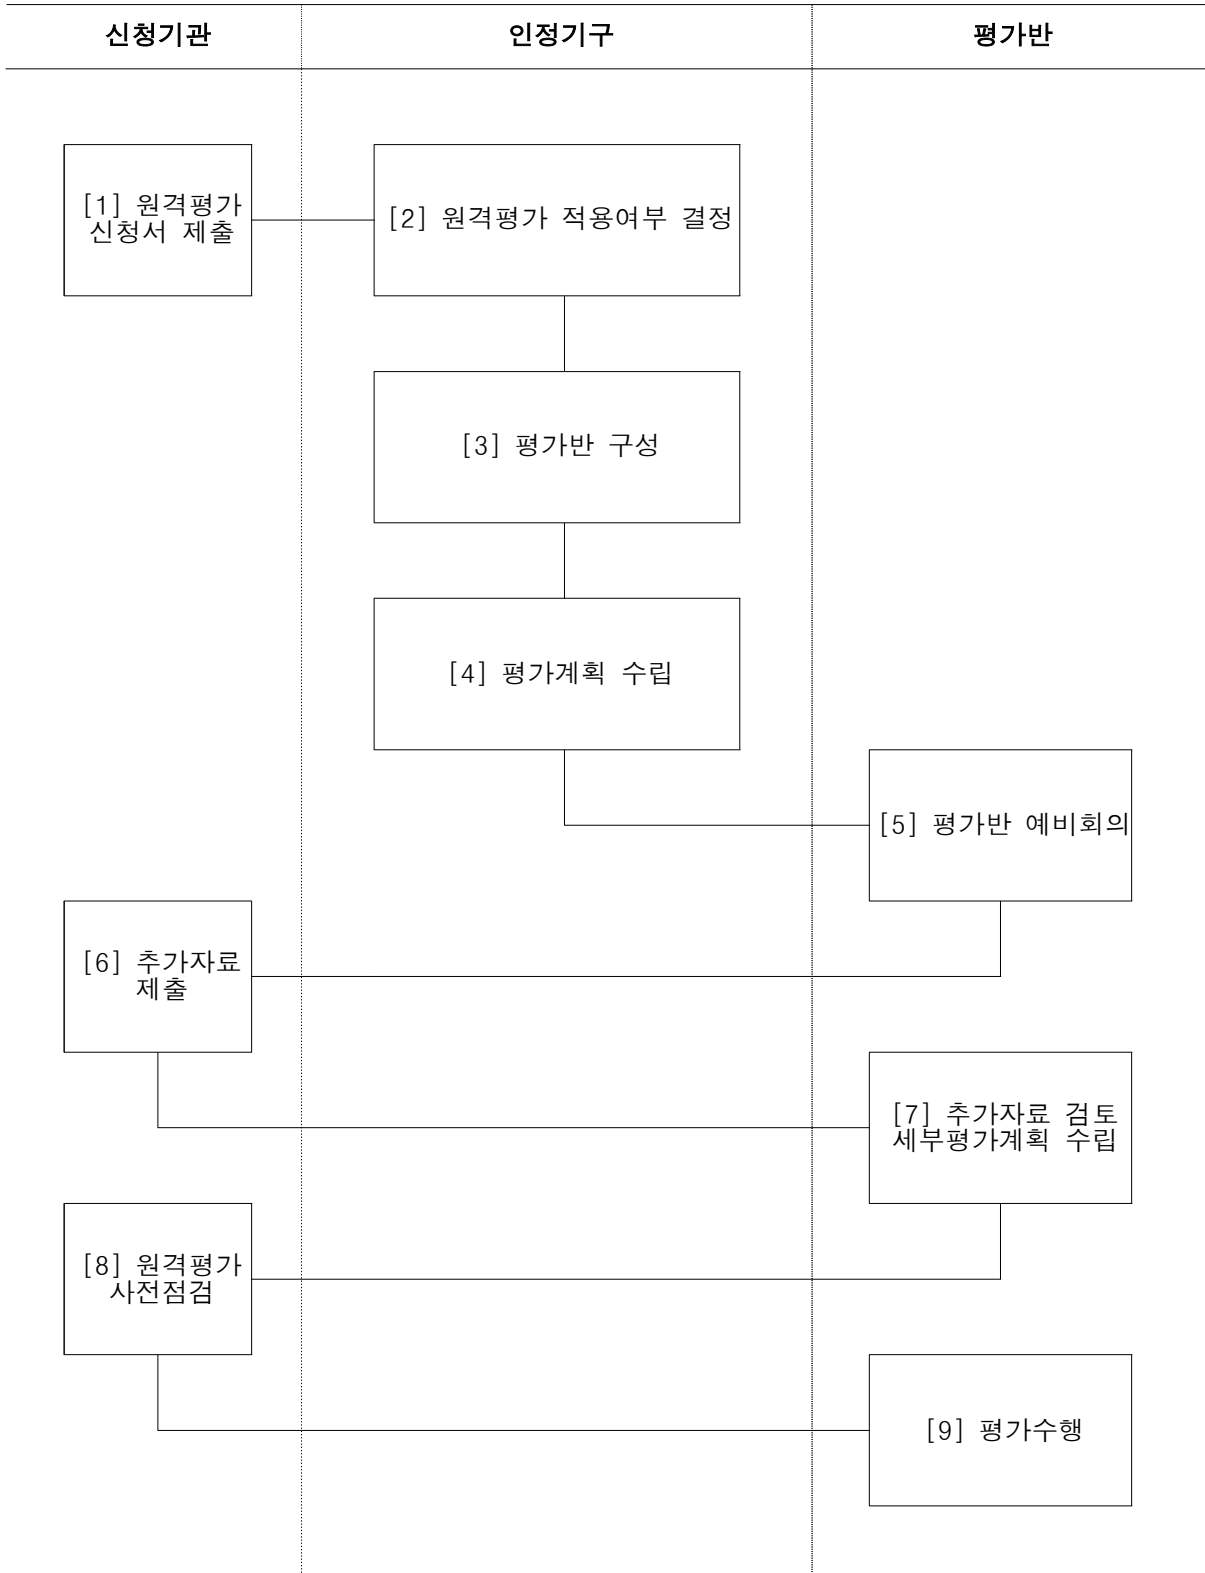 신청기관
인정기구
평가반
[1] 원격평가
신청서 제출
[2] 원격평가 적용여부 결정
[3] 평가반 구성
[4] 평가계획 수립
[5] 평가반 예비회의
[6] 추가자료
제출
[7] 추가자료 검토
세부평가계획 수립
[8] 원격평가
사전점검
[9] 평가수행